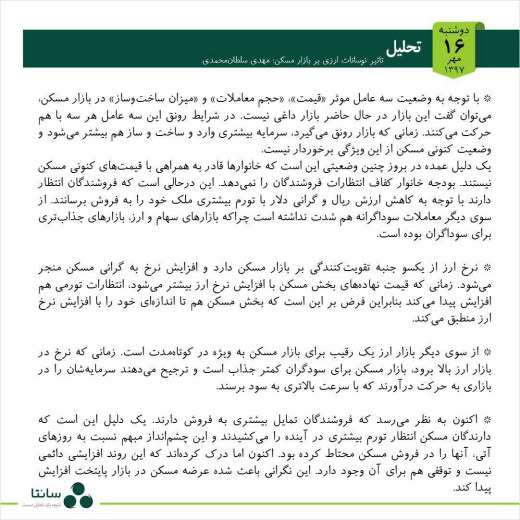 دوشنبه
۱۶
مهر
۱۳۹۷
تحلیل
تاثیر نوسانات ارزی بر بازار مسکن: مهدی سلطان‌محمدی
❊ با توجه به وضعیت سه عامل موثر «قیمت»، «حجم معاملات» و «میزان ساخت‌وساز» در بازار مسکن،
می‌توان گفت این بازار در حال حاضر بازار داغی نیست. در شرایط رونق این سه عامل هر سه با هم
حرکت می‌کنند. زمانی که بازار رونق می‌گیرد، سرمایه بیشتری وارد و ساخت و ساز هم بیشتر می‌شود و
وضعیت کنونی مسکن از این ویژگی برخوردار نیست.
یک دلیل عمده در بروز چنین وضعیتی این است که خانوارها قادر به همراهی با قیمت‌های کنونی مسکن
نیستند. بودجه خانوار کفاف انتظارات فروشندگان را نمی‌دهد. این درحالی است که فروشندگان انتظار
دارند با توجه به کاهش ارزش ریال و گرانی دلار با تورم بیشتری ملک خود را به فروش برسانند. از
سوی دیگر معاملات سوداگرانه هم شدت نداشته است چراکه بازارهای سهام و ارز، بازارهای جذاب‌تری
برای سوداگران بوده است.
❊ نرخ ارز از یکسو جنبه تقویت‌کنندگی بر بازار مسکن دارد و افزایش نرخ به گرانی مسکن منجر
می‌شود. زمانی که قیمت نهاده‌های بخش مسکن با افزایش نرخ ارز بیشتر می‌شود، انتظارات تورمی هم
افزایش پیدا می‌کند بنابراین فرض بر این است که بخش مسکن هم تا اندازه‌ای خود را با افزایش نرخ
ارز منطبق می‌کند.
❊ از سوی دیگر بازار ارز یک رقیب برای بازار مسکن به ویژه در کوتاه‌مدت است. زمانی که نرخ در
بازار ارز بالا برود، بازار مسکن برای سودگران کمتر جذاب است و ترجیح می‌دهند سرمایه‌شان را در
بازاری به حرکت درآورند که با سرعت بالاتری به سود برسند.
❊ اکنون به نظر می‌رسد که فروشندگان تمایل بیشتری به فروش دارند. یک دلیل این است که
دارندگان مسکن انتظار تورم بیشتری در آینده را می‌کشیدند و این چشم‌انداز مبهم نسبت به روزهای
آتی، آنها را در فروش مسکن محتاط کرده بود. اکنون اما درک کرده‌اند که این روند افزایشی دائمی
نیست و توقفی هم برای آن وجود دارد. این نگرانی باعث شده عرضه مسکن در بازار پایتخت افزایش
پیدا کند.
سانتا